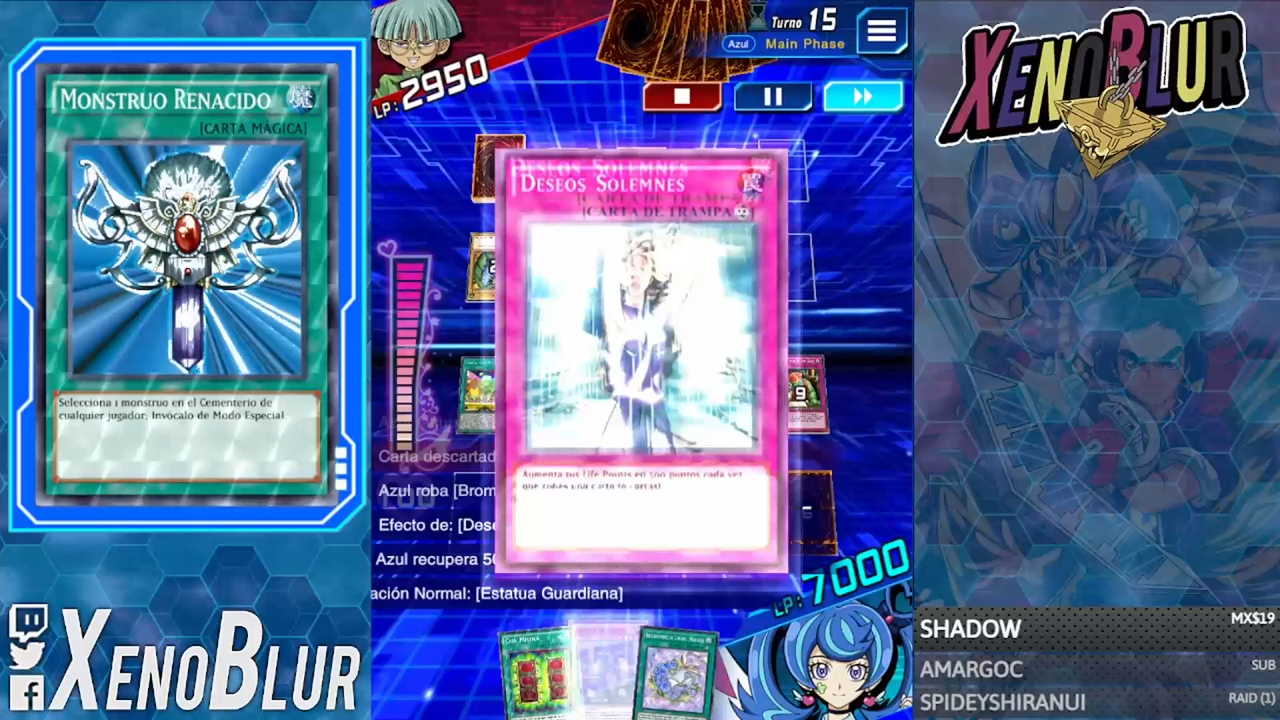 MONSTRUO RENACIDO
[CARTA MÁGICA]
Selecciona 1 monstruo en el Cementerio de
cualquier jugador; Invócalo de Modo Especial.
XENOBLUR
LP: 2950
Turno 15
Azul Main Phase
DESEOS SOLEMNES
DESEOS SOLEMNES
[CARTA DE TRAMPA
Aumenta tus Life Points en 500 puntos cada vez
que robas una carta (o cartas)
9
Carta descartad
Azul roba [Brom
Efecto de: [Dese
Azul recupera 50
ación Normal: [Estatua Guardiana]
LP: 7000
XENOBLUR
SHADOW MX$19
AMARGOC SUB
SPIDEYSHIRANUI RAID (1)